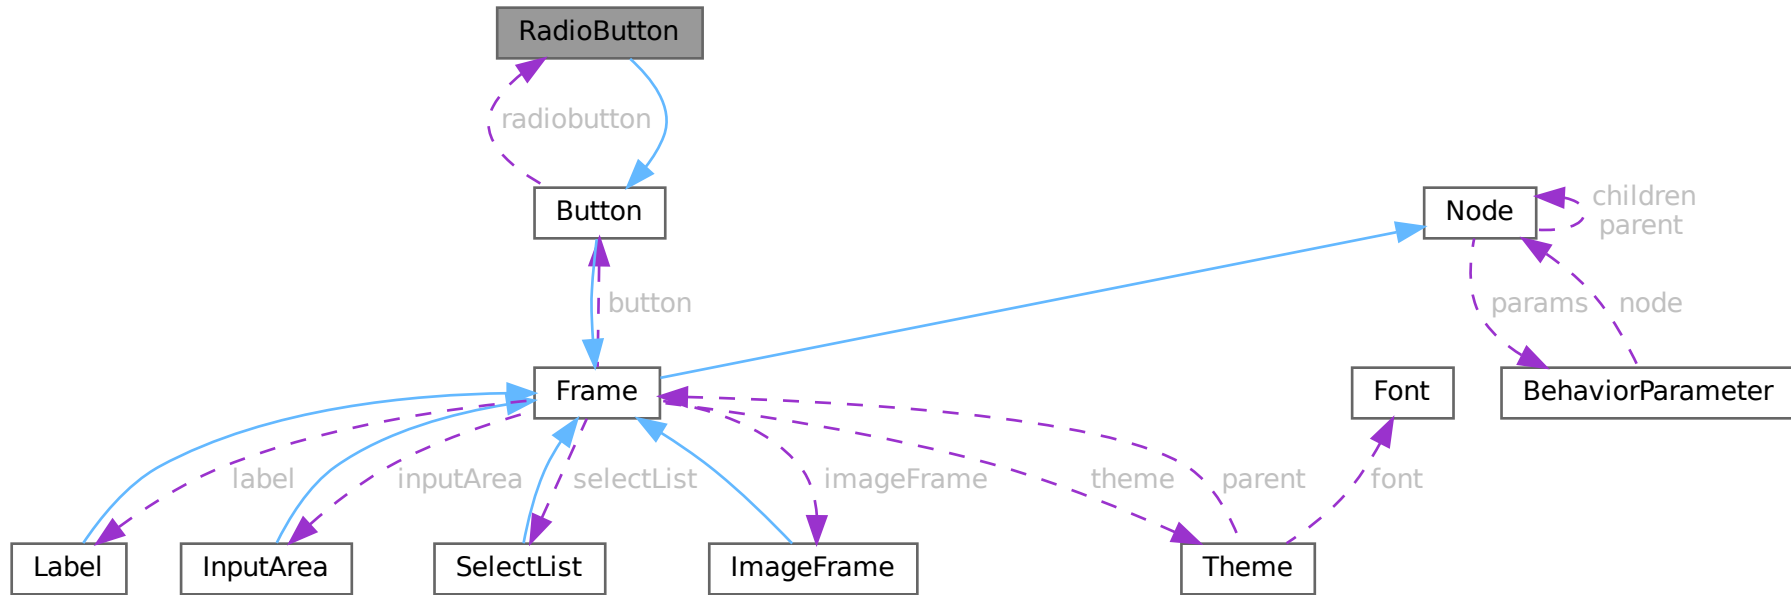 RadioButton
radiobutton
Button
Node
children
parent
button
params
node
Frame
Font
BehaviorParameter
label
inputArea
selectList
imageFrame
theme
parent
font
Label
InputArea
SelectList
ImageFrame
Theme